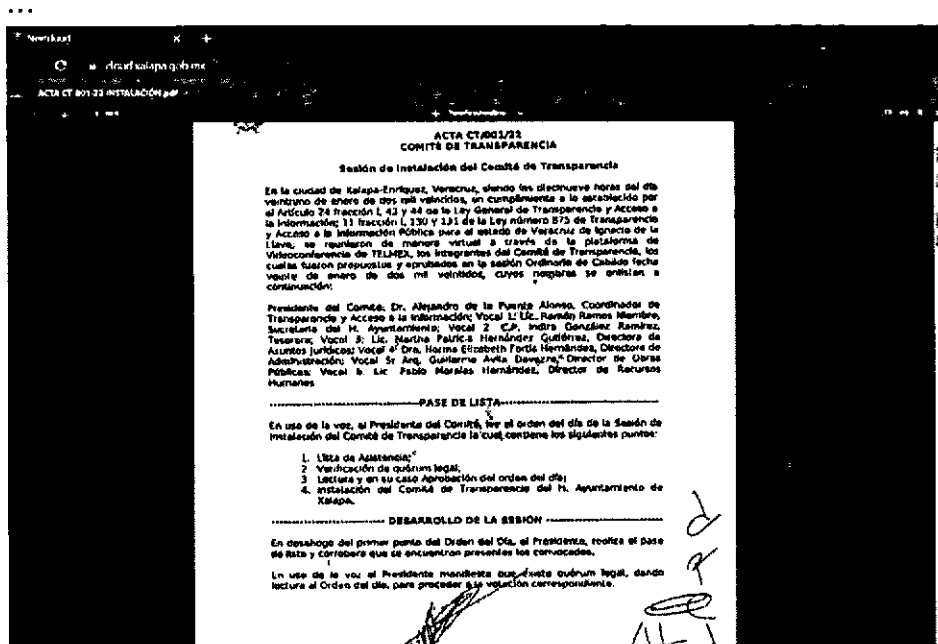 ...
Nextcloud
cloud.xalapa.gob.mx
ACTA CT 001-22 INSTALACIÓN.pdf
ACTA CT/001/22
COMITÉ DE TRANSPARENCIA
Sesión de Instalación del Comité de Transparencia
En la ciudad de Xalapa-Enríquez, Veracruz, siendo las diecinueve horas del día
veintiuno de enero de dos mil veintidós, en cumplimiento a lo establecido por
el Artículo 24 fracción I, 43 y 44 de la Ley General de Transparencia y Acceso a
la Información; 11 fracción I, 130 y 131 de la Ley número 875 de Transparencia
y Acceso a la Información Pública para el estado de Veracruz de Ignacio de la
Llave; se reunieron de manera virtual a través de la plataforma de
Videoconferencia de TELMEX, los integrantes del Comité de Transparencia, los
cuales fueron propuestos y aprobados en la sesión Ordinaria de Cabildo fecha
veinte de enero de dos mil veintidós, cuyos nombres se enlistan a
continuación:
Presidente del Comité: Dr. Alejandro de la Fuente Alonso, Coordinador de
Transparencia y Acceso a la Información; Vocal 1: Lic. Ramón Ramos
Secretaria del H. Ayuntamiento; Vocal 2 C.P. Indira González Ramírez,
Tesorera; Vocal 3: Lic. Martha Patricia Hernández Gutiérrez, Directora de
Asuntos Jurídicos; Vocal 4 Dra. Norma Elizabeth Fortis Hernández, Directora de
Administración; Vocal 5: Arq. Guillermo Ávila Director de Obras
Públicas; Vocal 6. Lic. Pablo Morales Hernández, Director de Recursos
Humanos
PASE DE LISTA
En uso de la voz, el Presidente del Comité, lee el orden del día de la Sesión de
Instalación del Comité de Transparencia la cual contiene los siguientes puntos:
1. Lista de Asistencia;
2 Verificación de quórum legal;
3 Lectura y en su caso Aprobación del orden del día;
4. Instalación del Comité de Transparencia del H. Ayuntamiento de
Xalapa.
DESARROLLO DE LA SESIÓN
En desahogo del primer punto del Orden del Día, el Presidente, realiza el pase
de lista y corrobora que se encuentran presentes los convocados.
En uso de la voz el Presidente manifiesta que existe quórum legal, dando
lectura al Orden del día, para proceder a la votación correspondiente.